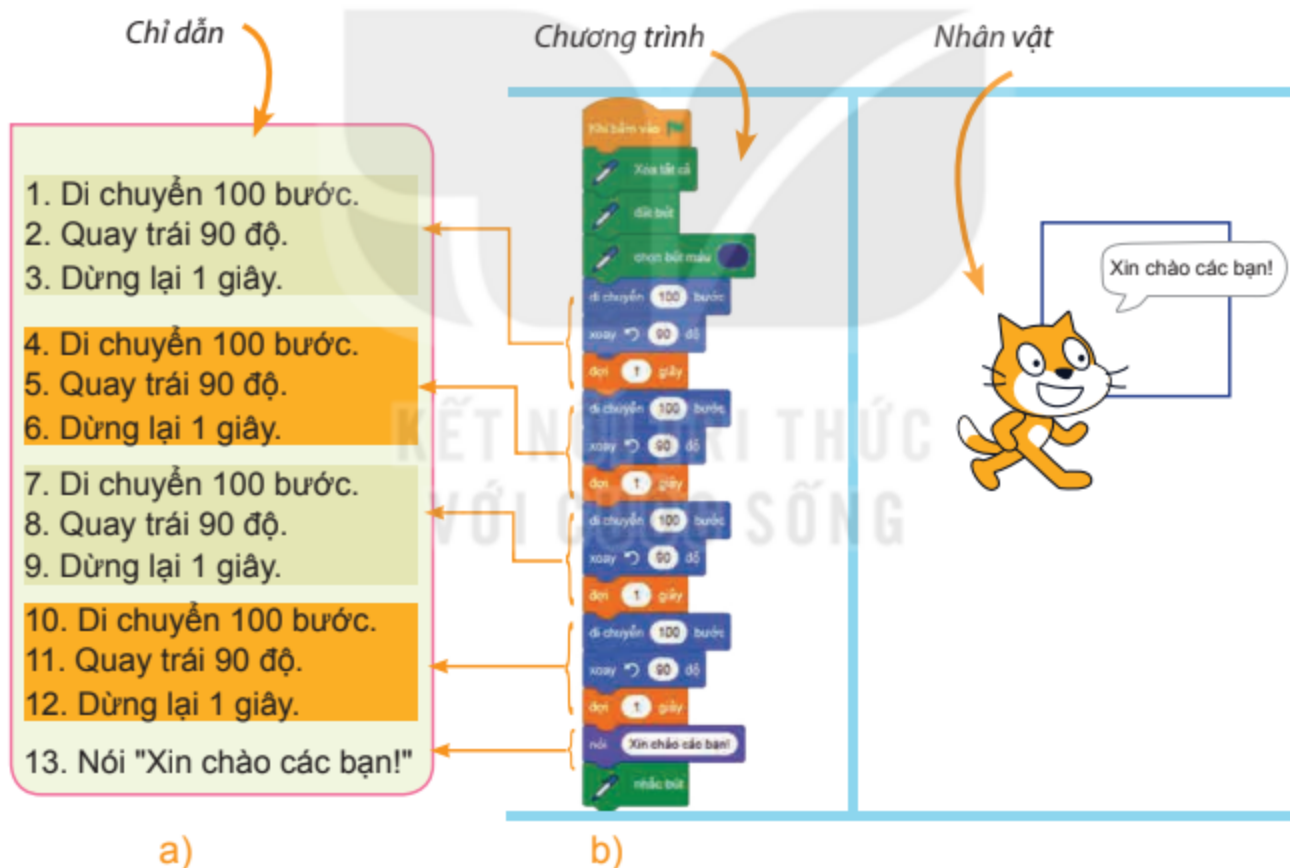 Chỉ dẫn
Chương trình
Nhân vật
1. Di chuyển 100 bước.
2. Quay trái 90 độ.
3. Dừng lại 1 giây.
4. Di chuyển 100 bước.
5. Quay trái 90 độ.
6. Dừng lại 1 giây.
7. Di chuyển 100 bước.
8. Quay trái 90 độ.
9. Dừng lại 1 giây.
10. Di chuyển 100 bước.
11. Quay trái 90 độ.
12. Dừng lại 1 giây.
13. Nói "Xin chào các bạn!"
a)
Khi bấm vào
Xóa tất cả
đặt bút
chọn bút màu
di chuyển 100 bước
xoay 90 độ
đợi 1 giây
di chuyển 100 bước
xoay 90 độ
đợi 1 giây
di chuyển 100 bước
xoay 90 độ
đợi 1 giây
di chuyển 100 bước
xoay 90 độ
đợi 1 giây
nói Xin chào các bạn!
nhấc bút
b)
Xin chào các bạn!
KẾT NỐI TRI THỨC
VỚI CUỘC SỐNG